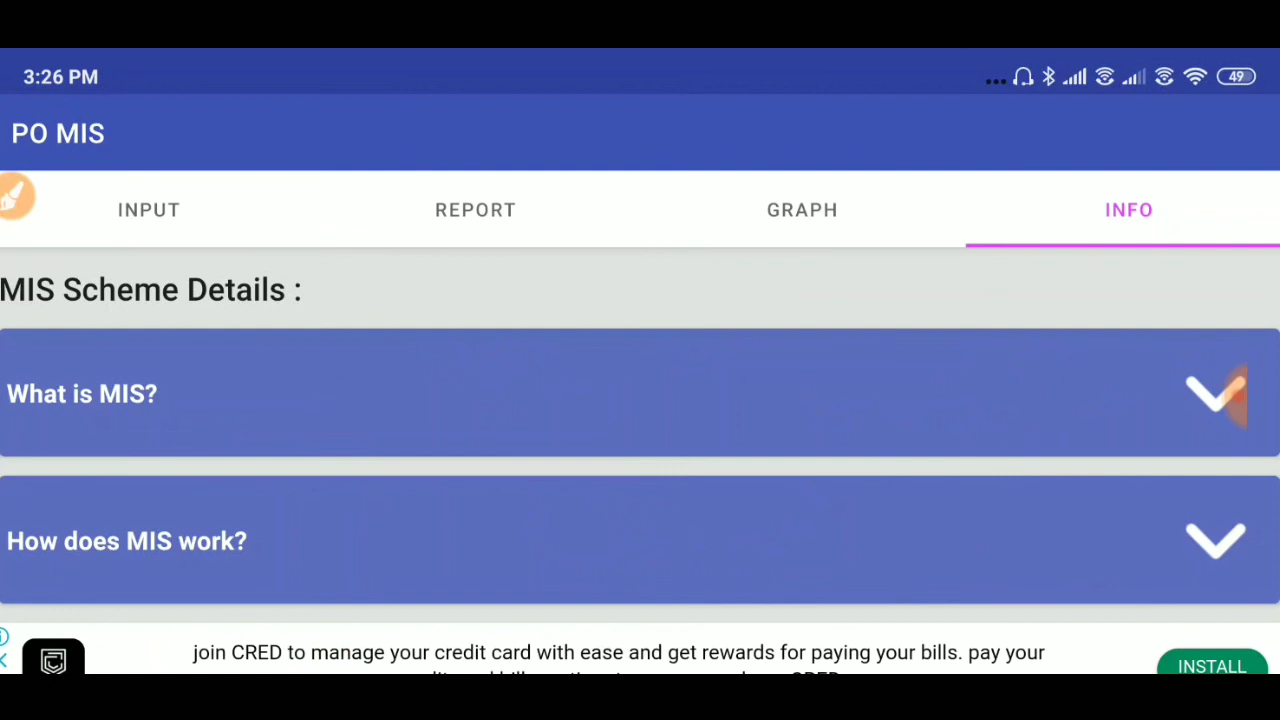 3:26 PM
49
PO MIS
INPUT
REPORT
GRAPH
INFO
MIS Scheme Details :
What is MIS?
How does MIS work?
join CRED to manage your credit card with ease and get rewards for paying your bills. pay your
INSTALL